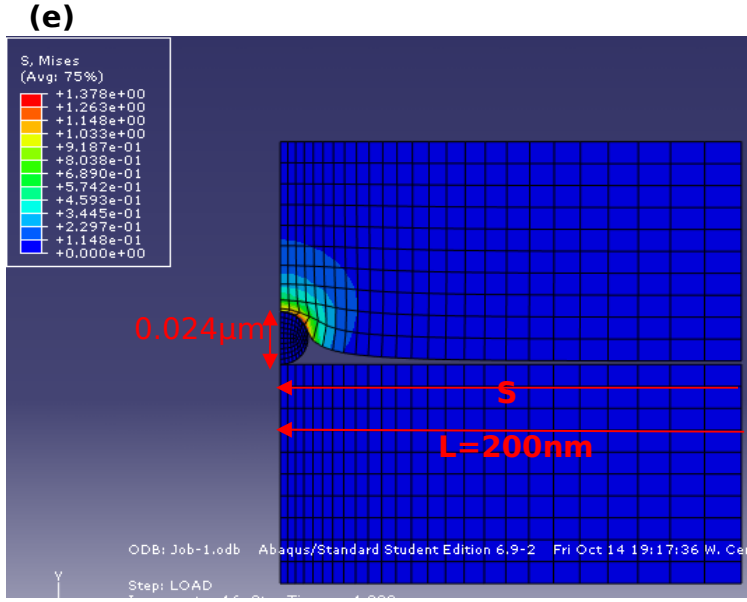 (e)
S, Mises
(Avg: 75%)
+1.378e+00
+1.263e+00
+1.148e+00
+1.033e+00
+9.187e-01
+8.038e-01
+6.890e-01
+5.742e-01
+4.593e-01
+3.445e-01
+2.297e-01
+1.148e-01
+0.000e+00
0.024μm
S
L=200nm
ODB: Job-1.odb Abaqus/Standard Student Edition 6.9-2 Fri Oct 14 19:17:36 W.
Y
Step: LOAD